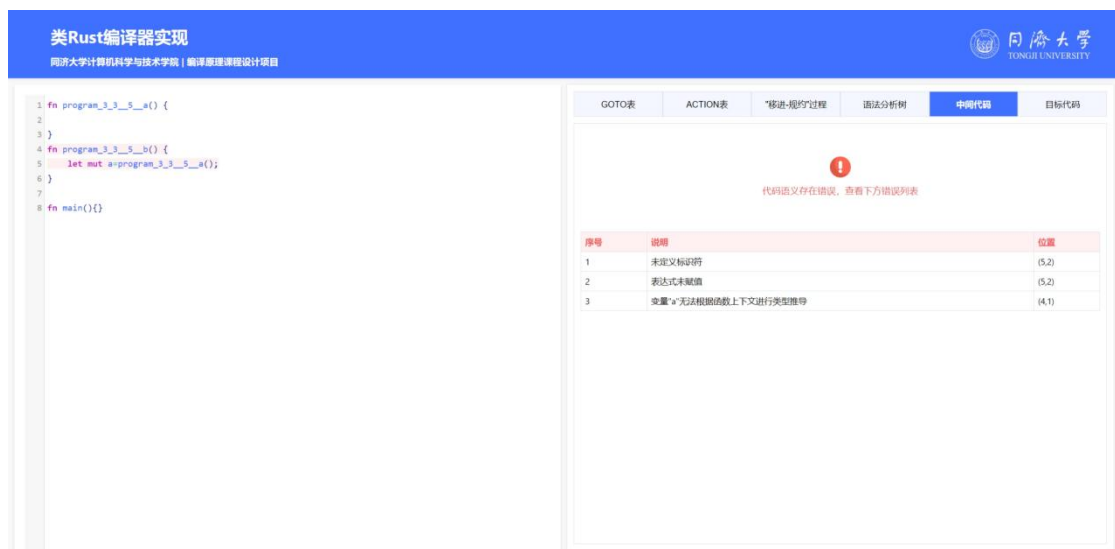 类Rust编译器实现
同济大学计算机科学与技术学院 | 编译原理课程设计项目
同濟大學
TONGJI UNIVERSITY
1 fn program_3_3__5__a() {
2
3 }
4 fn program_3_3__5__b() {
5 let mut a=program_3_3__5__a();
6 }
7
8 fn main(){}
GOTO表 ACTION表 "移进-规约"过程 语法分析树 中间代码 目标代码
代码语义存在错误，查看下方错误列表
序号 说明 位置
1 未定义标识符 (5,2)
2 表达式未赋值 (5,2)
3 变量"a"无法根据函数上下文进行类型推导 (4,1)